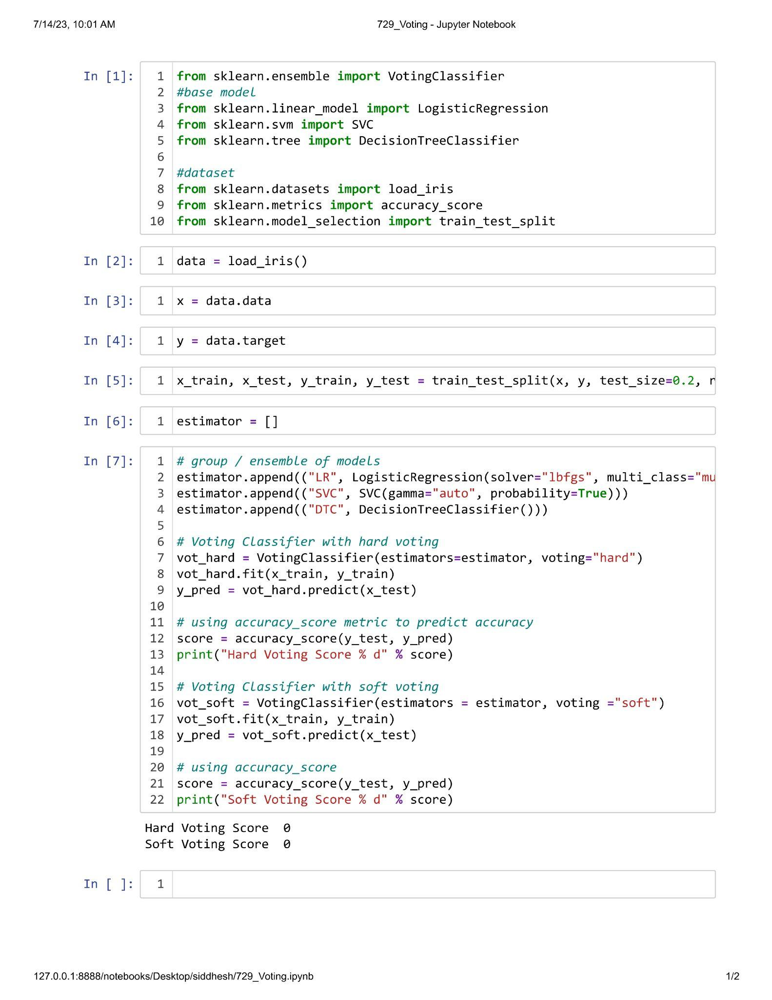 7/14/23, 10:01 AM 729_Voting - Jupyter Notebook
In [1]: 1 from sklearn.ensemble import VotingClassifier
2 #base model
3 from sklearn.linear_model import LogisticRegression
4 from sklearn.svm import SVC
5 from sklearn.tree import DecisionTreeClassifier
6
7 #dataset
8 from sklearn.datasets import load_iris
9 from sklearn.metrics import accuracy_score
10 from sklearn.model_selection import train_test_split
In [2]: 1 data = load_iris()
In [3]: 1 x = data.data
In [4]: 1 y = data.target
In [5]: 1 x_train, x_test, y_train, y_test = train_test_split(x, y, test_size=0.2, r
In [6]: 1 estimator = []
In [7]: 1 # group / ensemble of models
2 estimator.append(("LR", LogisticRegression(solver="lbfgs", multi_class="mu
3 estimator.append(("SVC", SVC(gamma="auto", probability=True)))
4 estimator.append(("DTC", DecisionTreeClassifier()))
5
6 # Voting Classifier with hard voting
7 vot_hard = VotingClassifier(estimators=estimator, voting="hard")
8 vot_hard.fit(x_train, y_train)
9 y_pred = vot_hard.predict(x_test)
10
11 # using accuracy_score metric to predict accuracy
12 score = accuracy_score(y_test, y_pred)
13 print("Hard Voting Score % d" % score)
14
15 # Voting Classifier with soft voting
16 vot_soft = VotingClassifier(estimators = estimator, voting ="soft")
17 vot_soft.fit(x_train, y_train)
18 y_pred = vot_soft.predict(x_test)
19
20 # using accuracy_score
21 score = accuracy_score(y_test, y_pred)
22 print("Soft Voting Score % d" % score)
Hard Voting Score  0
Soft Voting Score  0
In [ ]: 1
127.0.0.1:8888/notebooks/Desktop/siddhesh/729_Voting.ipynb 1/2